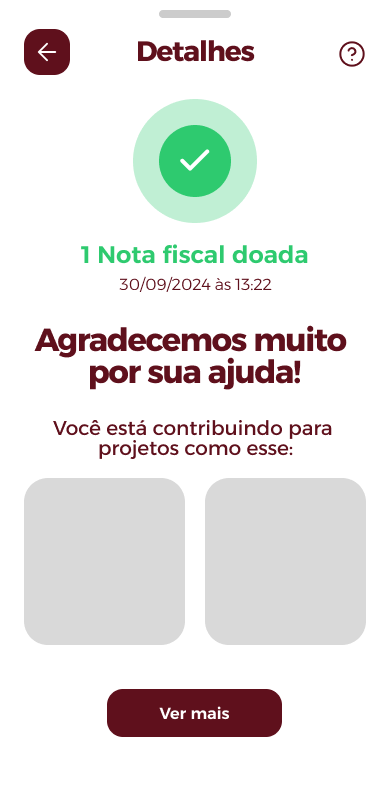 Detalhes
1 Nota fiscal doada
30/09/2024 às 13:22
Agradecemos muito
por sua ajuda!
Você está contribuindo para
projetos como esse:
Ver mais